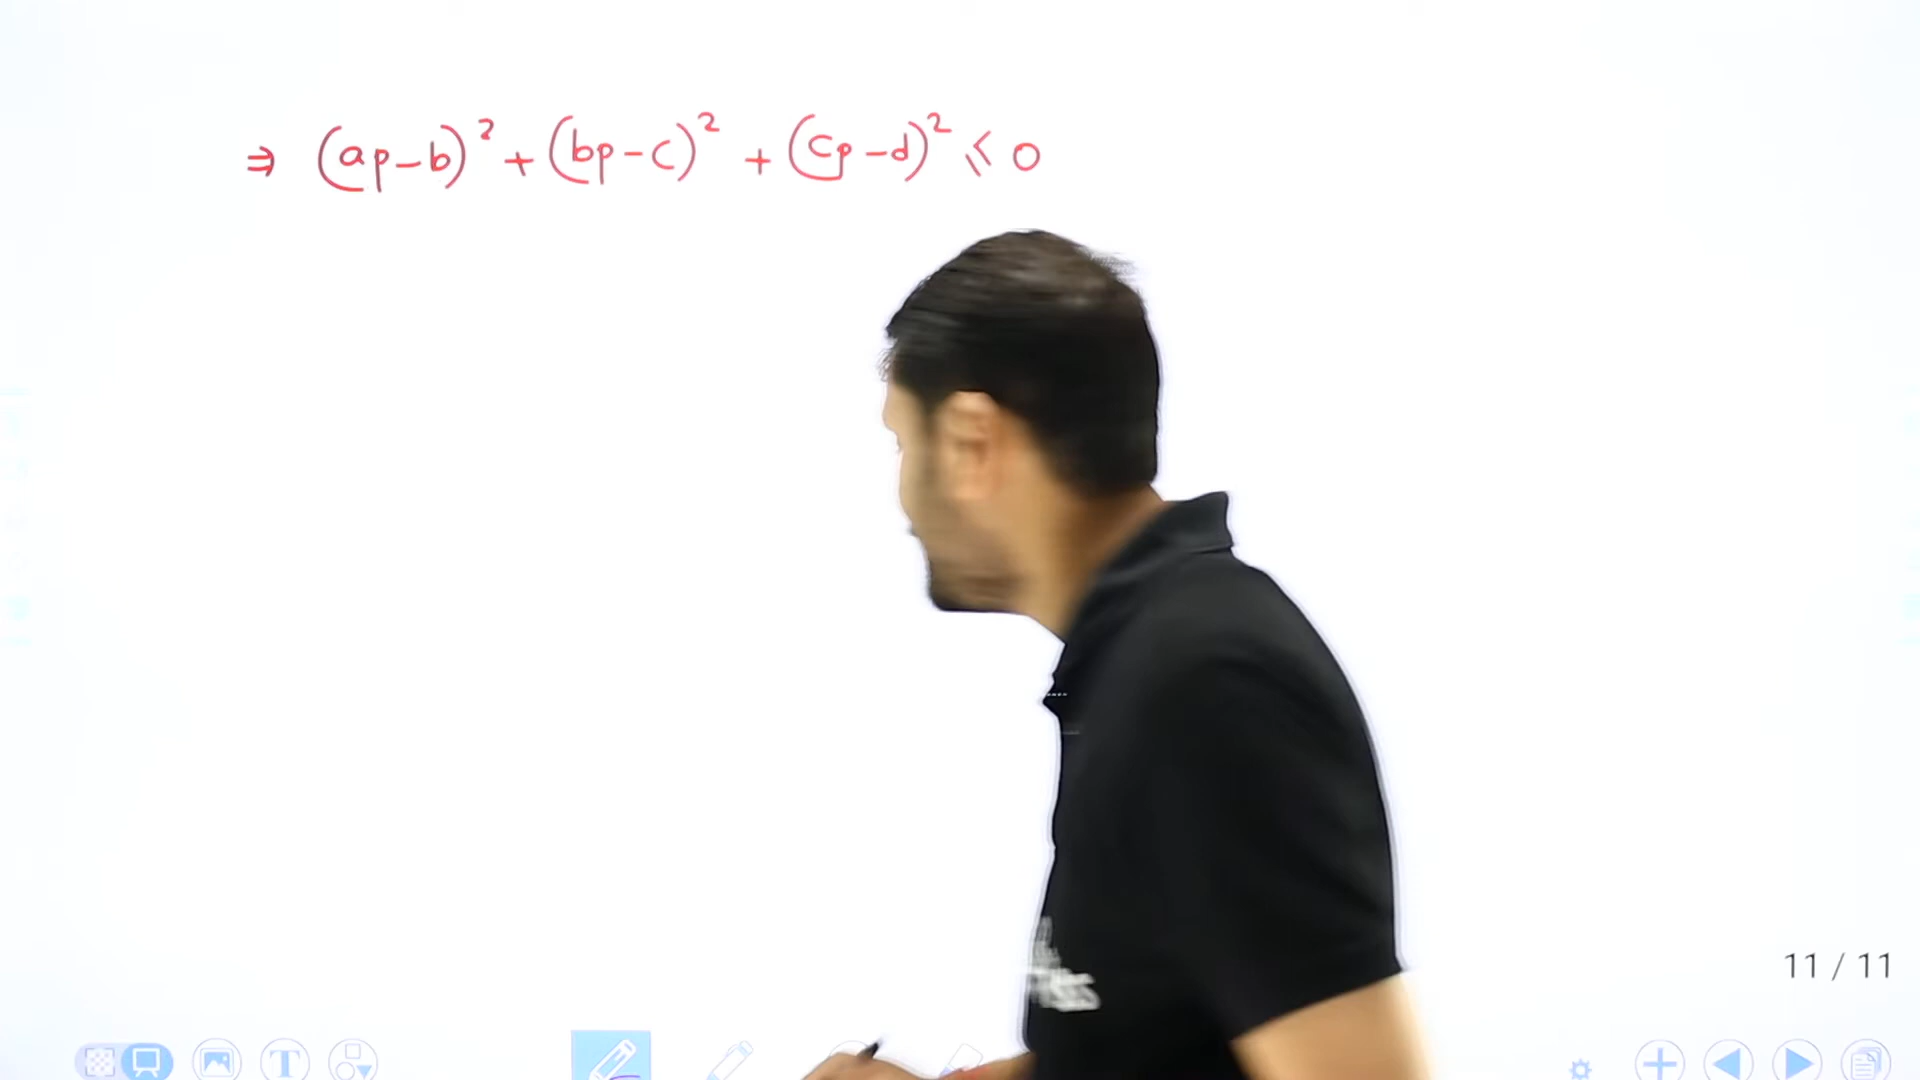 ⇒ (ap-b)² + (bp-c)² + (cp-d)² ⩽ 0
11 / 11
T